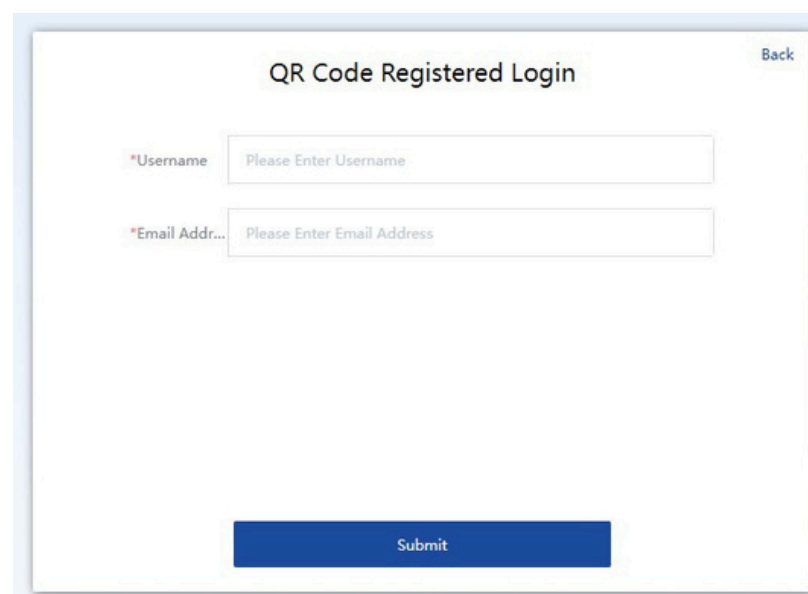 Back
QR Code Registered Login
*Username
Please Enter Username
*Email Addr...
Please Enter Email Address
Submit